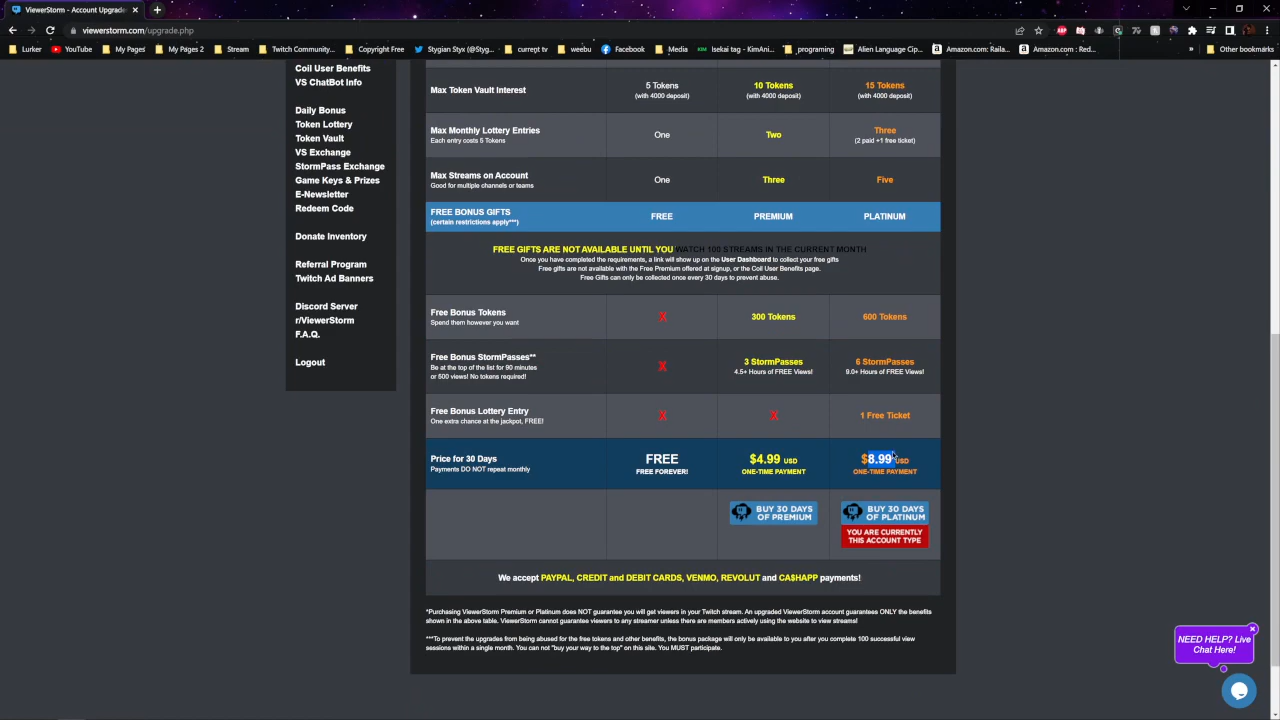 ViewerStorm - Account Upgrade
viewerstorm.com/upgrade.php
Lurker
YouTube
My Pages
My Pages 2
Stream
Twitch Community...
Copyright Free
Stygian Styx (@Styg...
currept tv
weebu
Facebook
Media
Isekai tag - KimAni...
programing
Alien Language Cip...
Amazon.com: Raila...
Amazon.com : Red...
Other bookmarks
Coil User Benefits
VS ChatBot Info
Daily Bonus
Token Lottery
Token Vault
VS Exchange
StormPass Exchange
Game Keys & Prizes
E-Newsletter
Redeem Code
Donate Inventory
Referral Program
Twitch Ad Banners
Discord Server
r/ViewerStorm
F.A.Q.
Logout
Max Token Vault Interest
5 Tokens
(with 4000 deposit)
10 Tokens
(with 4000 deposit)
15 Tokens
(with 4000 deposit)
Max Monthly Lottery Entries
Each entry costs 5 Tokens
One
Two
Three
(2 paid +1 free ticket)
Max Streams on Account
Good for multiple channels or teams
One
Three
Five
FREE BONUS GIFTS
(certain restrictions apply***)
FREE
PREMIUM
PLATINUM
FREE GIFTS ARE NOT AVAILABLE UNTIL YOU WATCH 100 STREAMS IN THE CURRENT MONTH
Once you have completed the requirements, a link will show up on the User Dashboard to collect your free gifts
Free gifts are not available with the Free Premium offered at signup, or the Coil User Benefits page.
Free Gifts can only be collected once every 30 days to prevent abuse.
Free Bonus Tokens
Spend them however you want
X
300 Tokens
600 Tokens
Free Bonus StormPasses**
Be at the top of the list for 90 minutes
or 500 views! No tokens required!
X
3 StormPasses
4.5+ Hours of FREE Views!
6 StormPasses
9.0+ Hours of FREE Views!
Free Bonus Lottery Entry
One extra chance at the jackpot, FREE!
X
X
1 Free Ticket
Price for 30 Days
Payments DO NOT repeat monthly
FREE
FREE FOREVER!
$4.99 USD
ONE-TIME PAYMENT
$8.99 USD
ONE-TIME PAYMENT
BUY 30 DAYS
OF PREMIUM
BUY 30 DAYS
OF PLATINUM
YOU ARE CURRENTLY
THIS ACCOUNT TYPE
We accept PAYPAL, CREDIT and DEBIT CARDS, VENMO, REVOLUT and CA$HAPP payments!
*Purchasing ViewerStorm Premium or Platinum does NOT guarantee you will get viewers in your Twitch stream. An upgraded ViewerStorm account guarantees ONLY the benefits
shown in the above table. ViewerStorm cannot guarantee viewers to any streamer unless there are members actively using the website to view streams!
***To prevent the upgrades from being abused for the free tokens and other benefits, the bonus package will only be available to you after you complete 100 successful view
sessions within a single month. You can not "buy your way to the top" on this site. You MUST participate.
NEED HELP? Live
Chat Here!